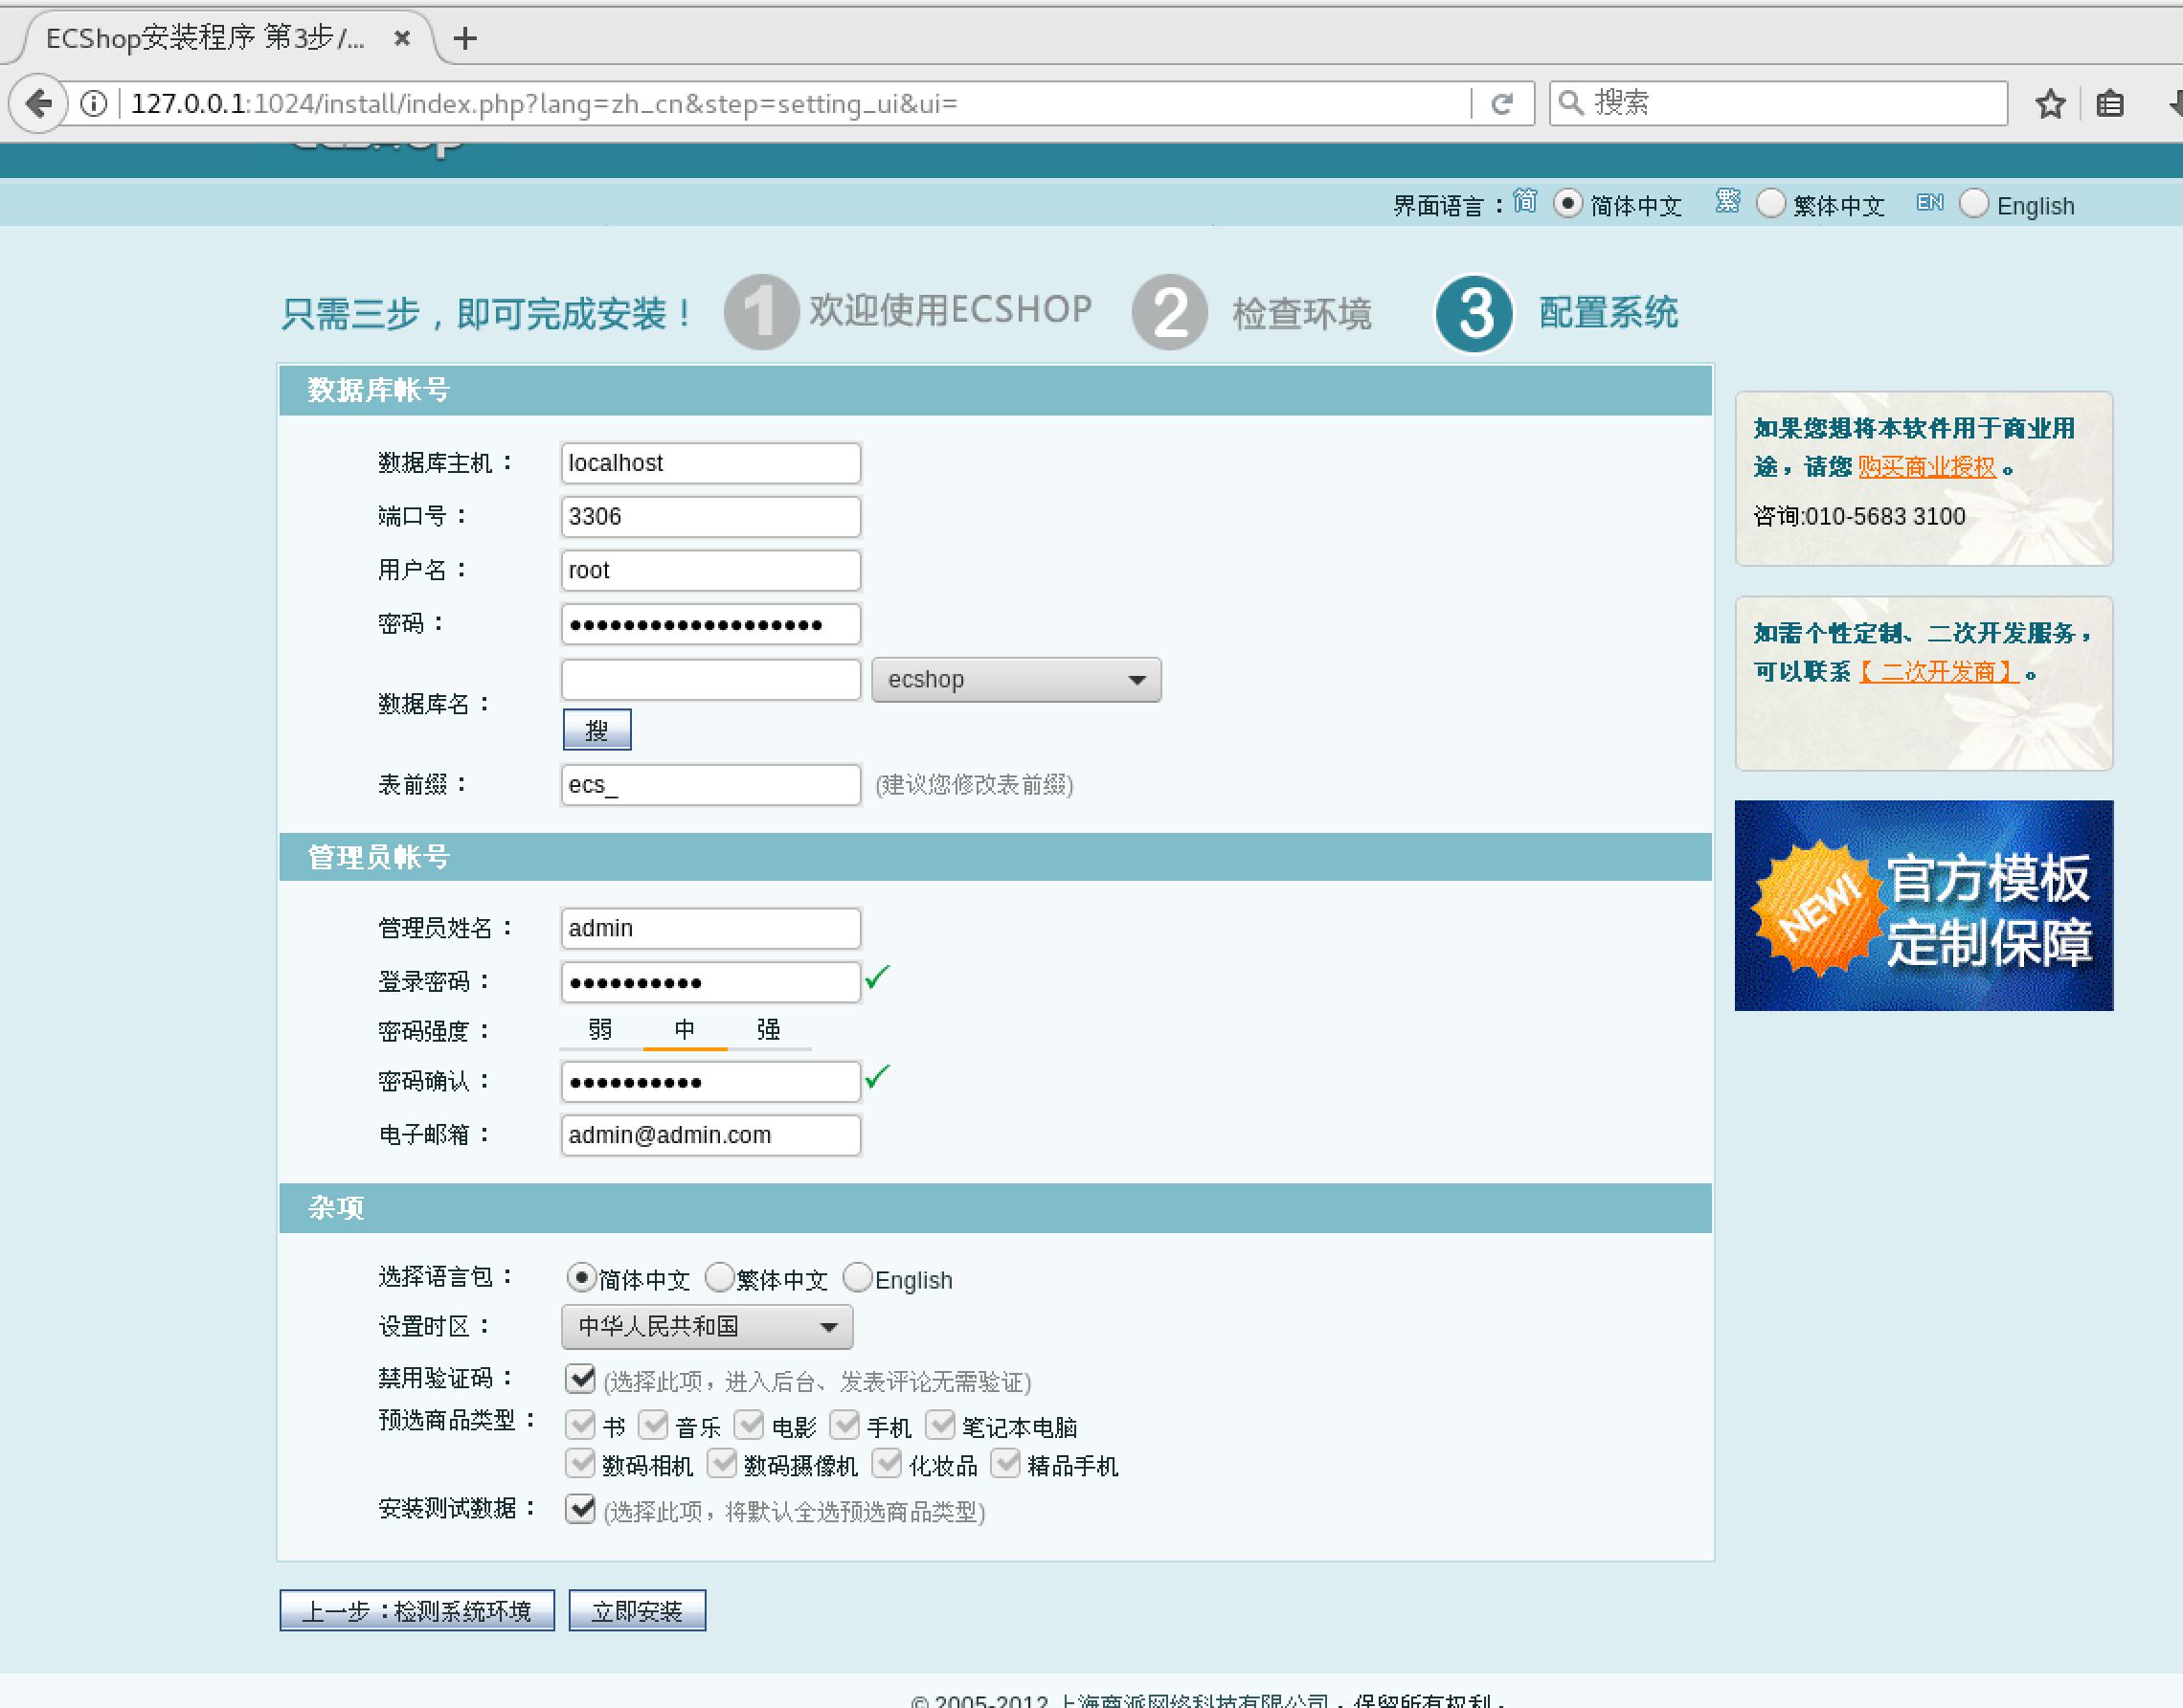 ECShop安装程序 第3步/...
127.0.0.1:1024/install/index.php?lang=zh_cn&step=setting_ui&ui=
搜索
界面语言： 简 简体中文 繁 繁体中文 EN English
只需三步，即可完成安装！ 1 欢迎使用ECSHOP 2 检查环境 3 配置系统
数据库帐号
数据库主机： localhost
端口号： 3306
用户名： root
密码： •••••••••••••••••••
ecshop
数据库名：
搜
表前缀： ecs_ (建议您修改表前缀)
管理员帐号
管理员姓名： admin
登录密码： ••••••••••
密码强度： 弱 中 强
密码确认： ••••••••••
电子邮箱： admin@admin.com
杂项
选择语言包： 简体中文 繁体中文 English
设置时区： 中华人民共和国
禁用验证码： (选择此项，进入后台、发表评论无需验证)
预选商品类型： 书 音乐 电影 手机 笔记本电脑
数码相机 数码摄像机 化妆品 精品手机
安装测试数据： (选择此项，将默认全选预选商品类型)
上一步：检测系统环境 立即安装
如果您想将本软件用于商业用
途，请您 购买商业授权 。
咨询:010-5683 3100
如需个性定制、二次开发服务，
可以联系【 二次开发商】 。
NEW! 官方模板
定制保障
© 2005-2012 上海商派网络科技有限公司，保留所有权利。